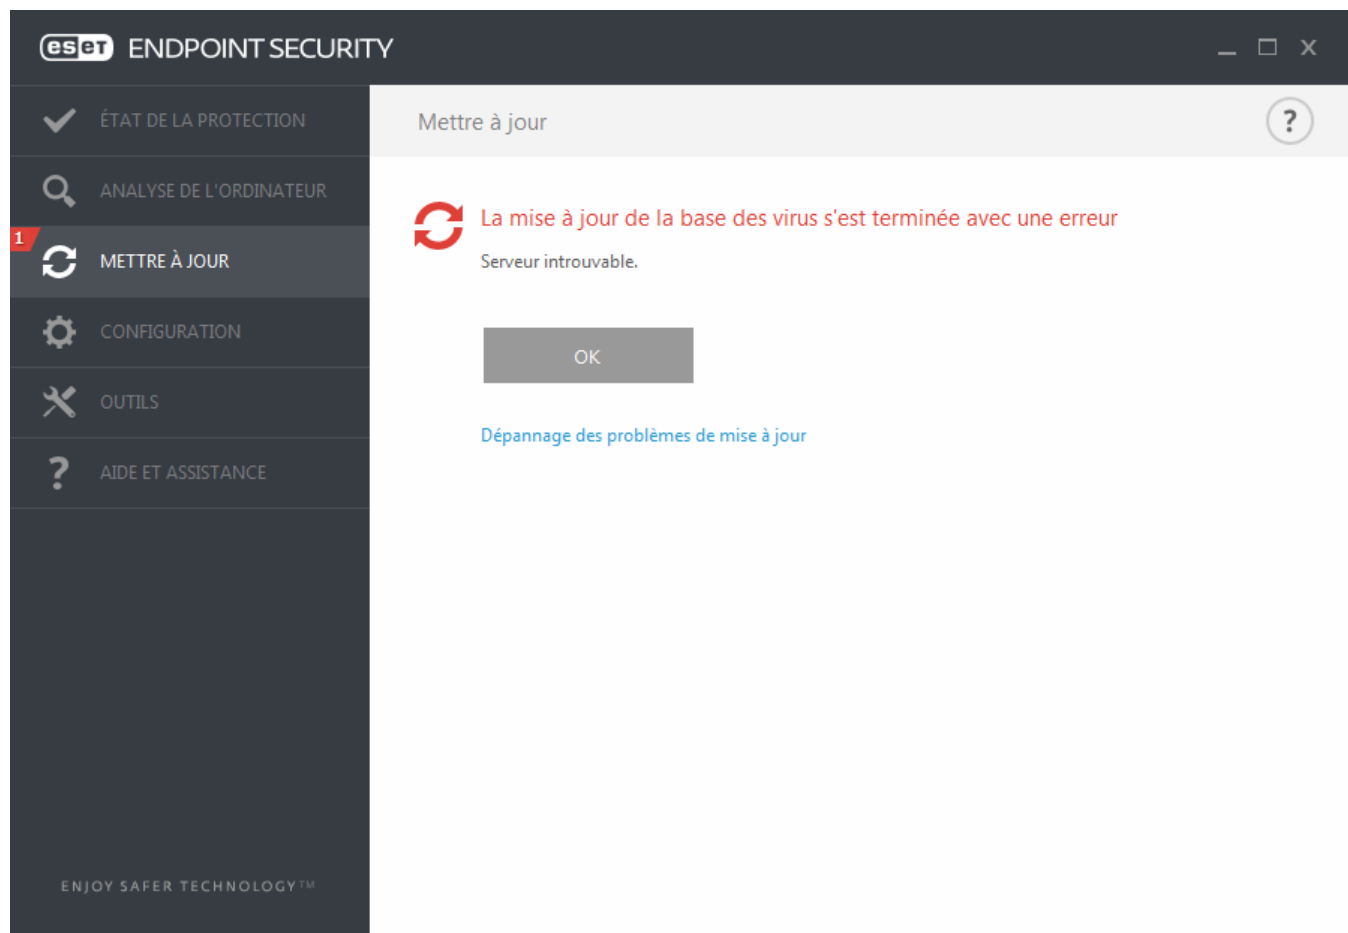 eset ENDPOINT SECURITY
ÉTAT DE LA PROTECTION
ANALYSE DE L'ORDINATEUR
1
METTRE À JOUR
CONFIGURATION
OUTILS
? AIDE ET ASSISTANCE
ENJOY SAFER TECHNOLOGY™
Mettre à jour
?
La mise à jour de la base des virus s'est terminée avec une erreur
Serveur introuvable.
OK
Dépannage des problèmes de mise à jour